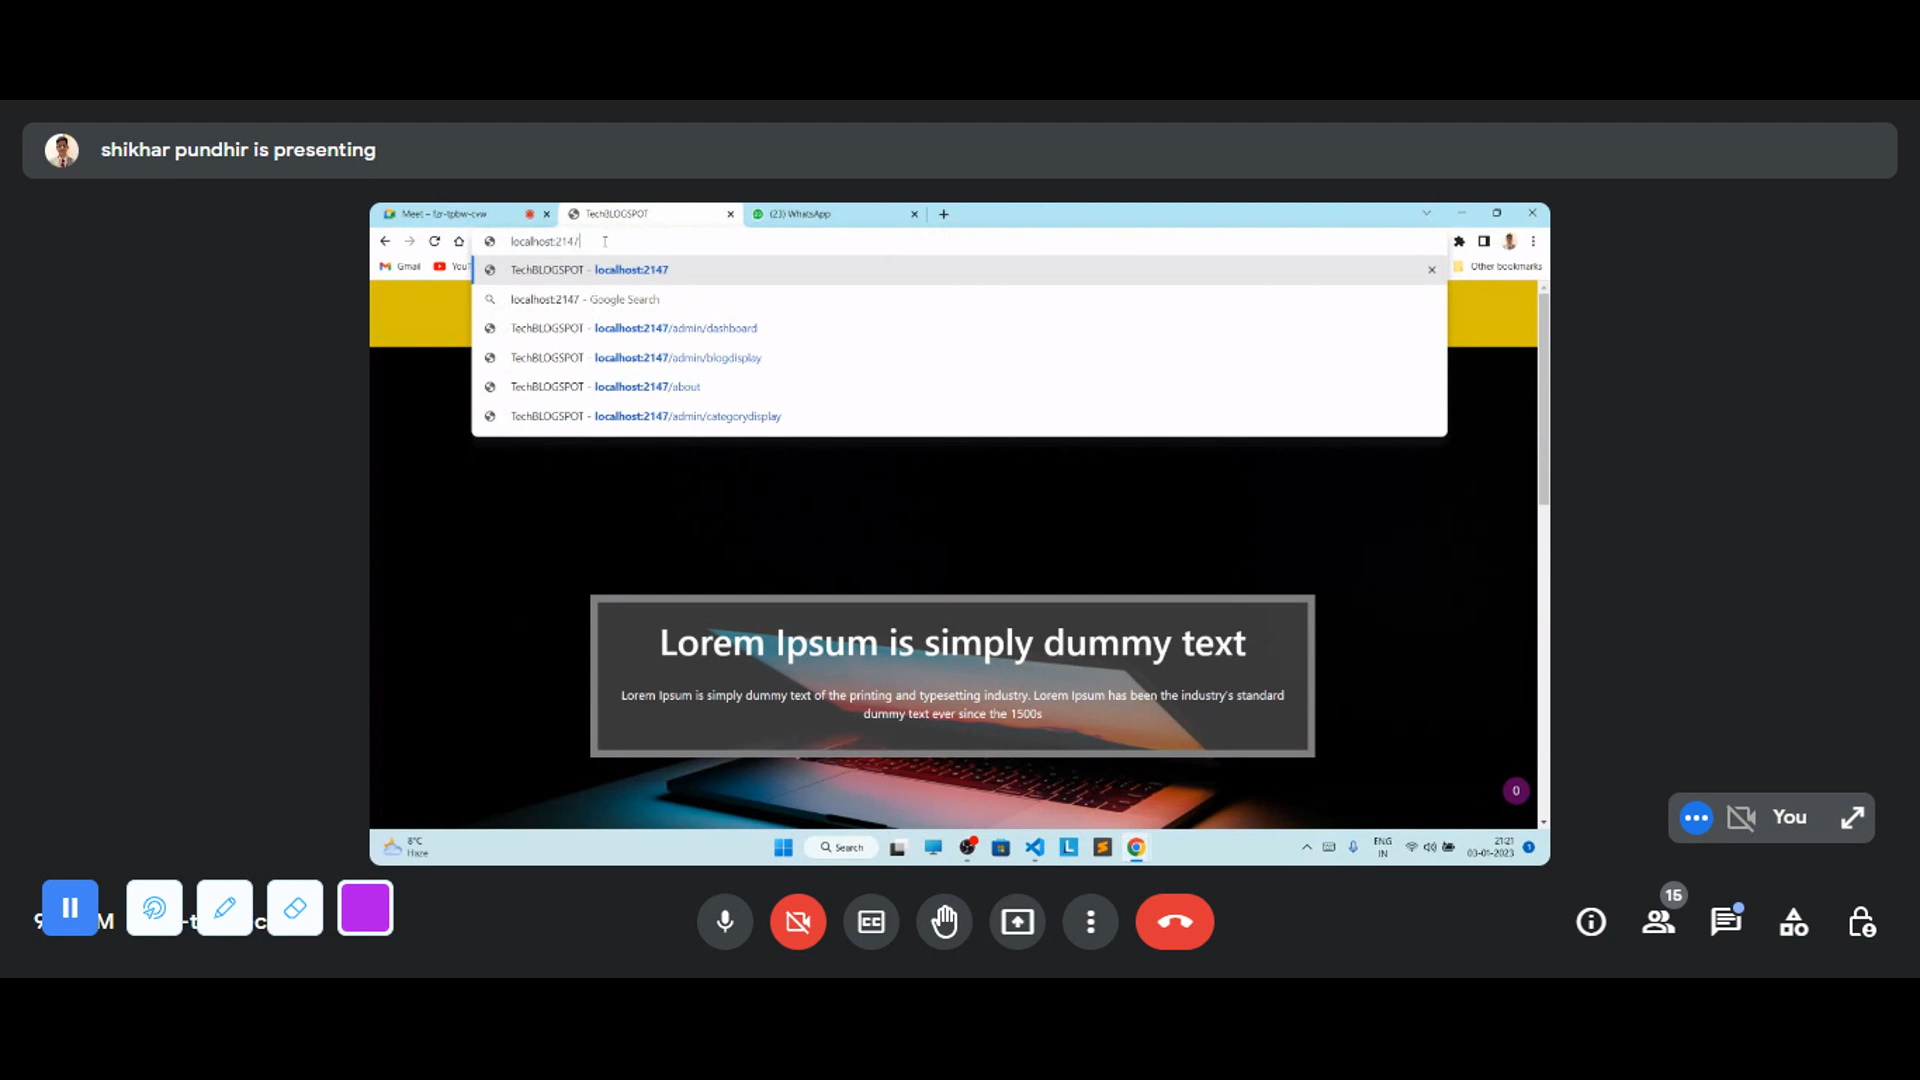 shikhar pundhir is presenting
Meet – fzr-tpbw-cvw
TechBLOGSPOT
(23) WhatsApp
localhost:2147
Gmail
YouT
Other bookmarks
TechBLOGSPOT - localhost:2147
localhost:2147 - Google Search
TechBLOGSPOT - localhost:2147/admin/dashboard
TechBLOGSPOT - localhost:2147/admin/blogdisplay
TechBLOGSPOT - localhost:2147/about
TechBLOGSPOT - localhost:2147/admin/categorydisplay
Lorem Ipsum is simply dummy text
Lorem Ipsum is simply dummy text of the printing and typesetting industry. Lorem Ipsum has been the industry's standard
dummy text ever since the 1500s
0
You
8°C
Haze
Search
ENG
IN
21:21
03-01-2023
1
15